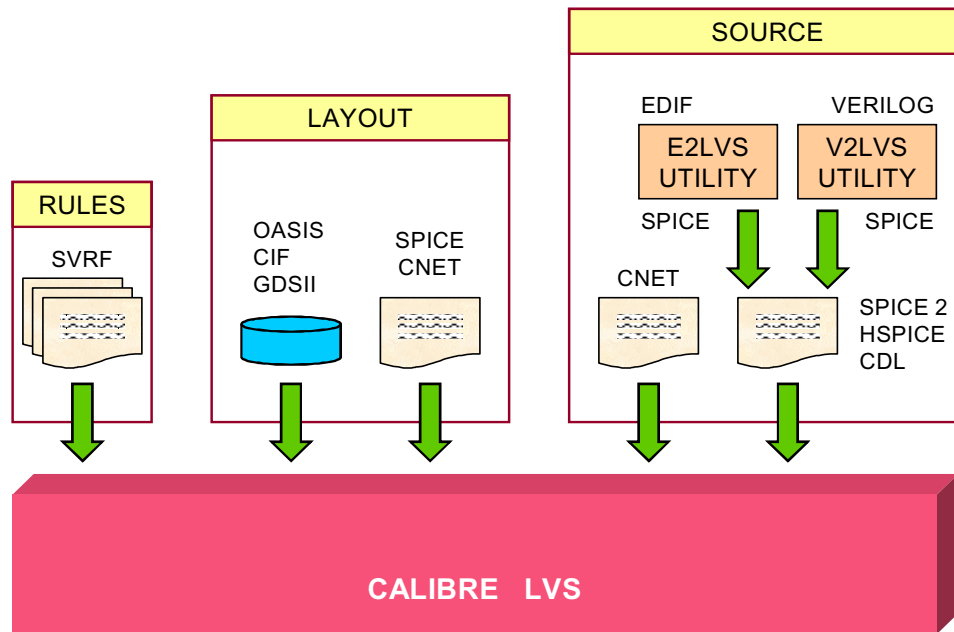 SOURCE
EDIF
VERILOG
E2LVS
UTILITY
V2LVS
UTILITY
SPICE
SPICE
CNET
SPICE 2
HSPICE
CDL
LAYOUT
OASIS
CIF
GDSII
SPICE
CNET
RULES
SVRF
CALIBRE LVS